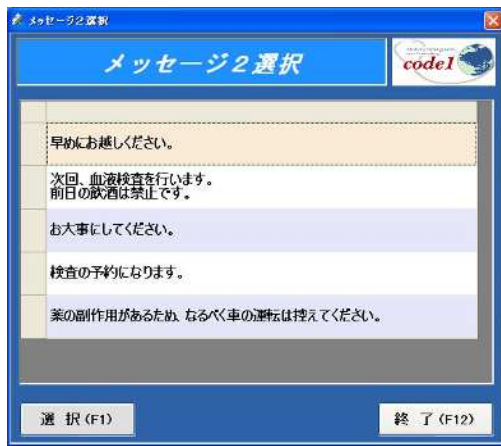 メッセージ2選択
メッセージ2選択
code1
早めにお越しください。
次回、血液検査を行います。
前日の飲酒は禁止です。
お大事にしてください。
検査の予約になります。
薬の副作用があるため、なるべく車の運転は控えてください。
選 択(F1)
終 了(F12)